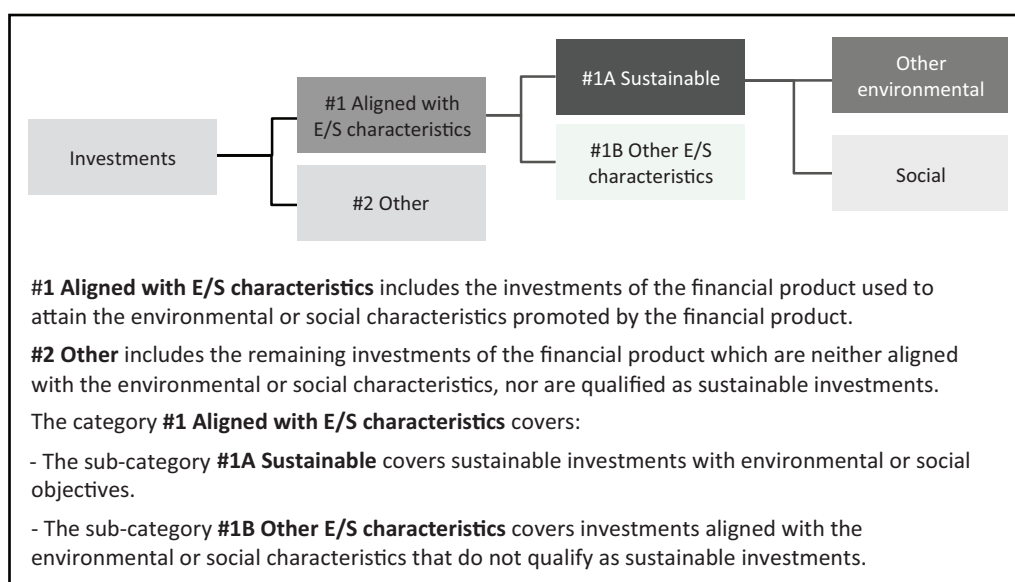 Investments
#1 Aligned with
E/S characteristics
#2 Other
#1A Sustainable
#1B Other E/S
characteristics
Other
environmental
Social
#1 Aligned with E/S characteristics includes the investments of the financial product used to
attain the environmental or social characteristics promoted by the financial product.
#2 Other includes the remaining investments of the financial product which are neither aligned
with the environmental or social characteristics, nor are qualified as sustainable investments.
The category #1 Aligned with E/S characteristics covers:
- The sub-category #1A Sustainable covers sustainable investments with environmental or social
objectives.
- The sub-category #1B Other E/S characteristics covers investments aligned with the
environmental or social characteristics that do not qualify as sustainable investments.